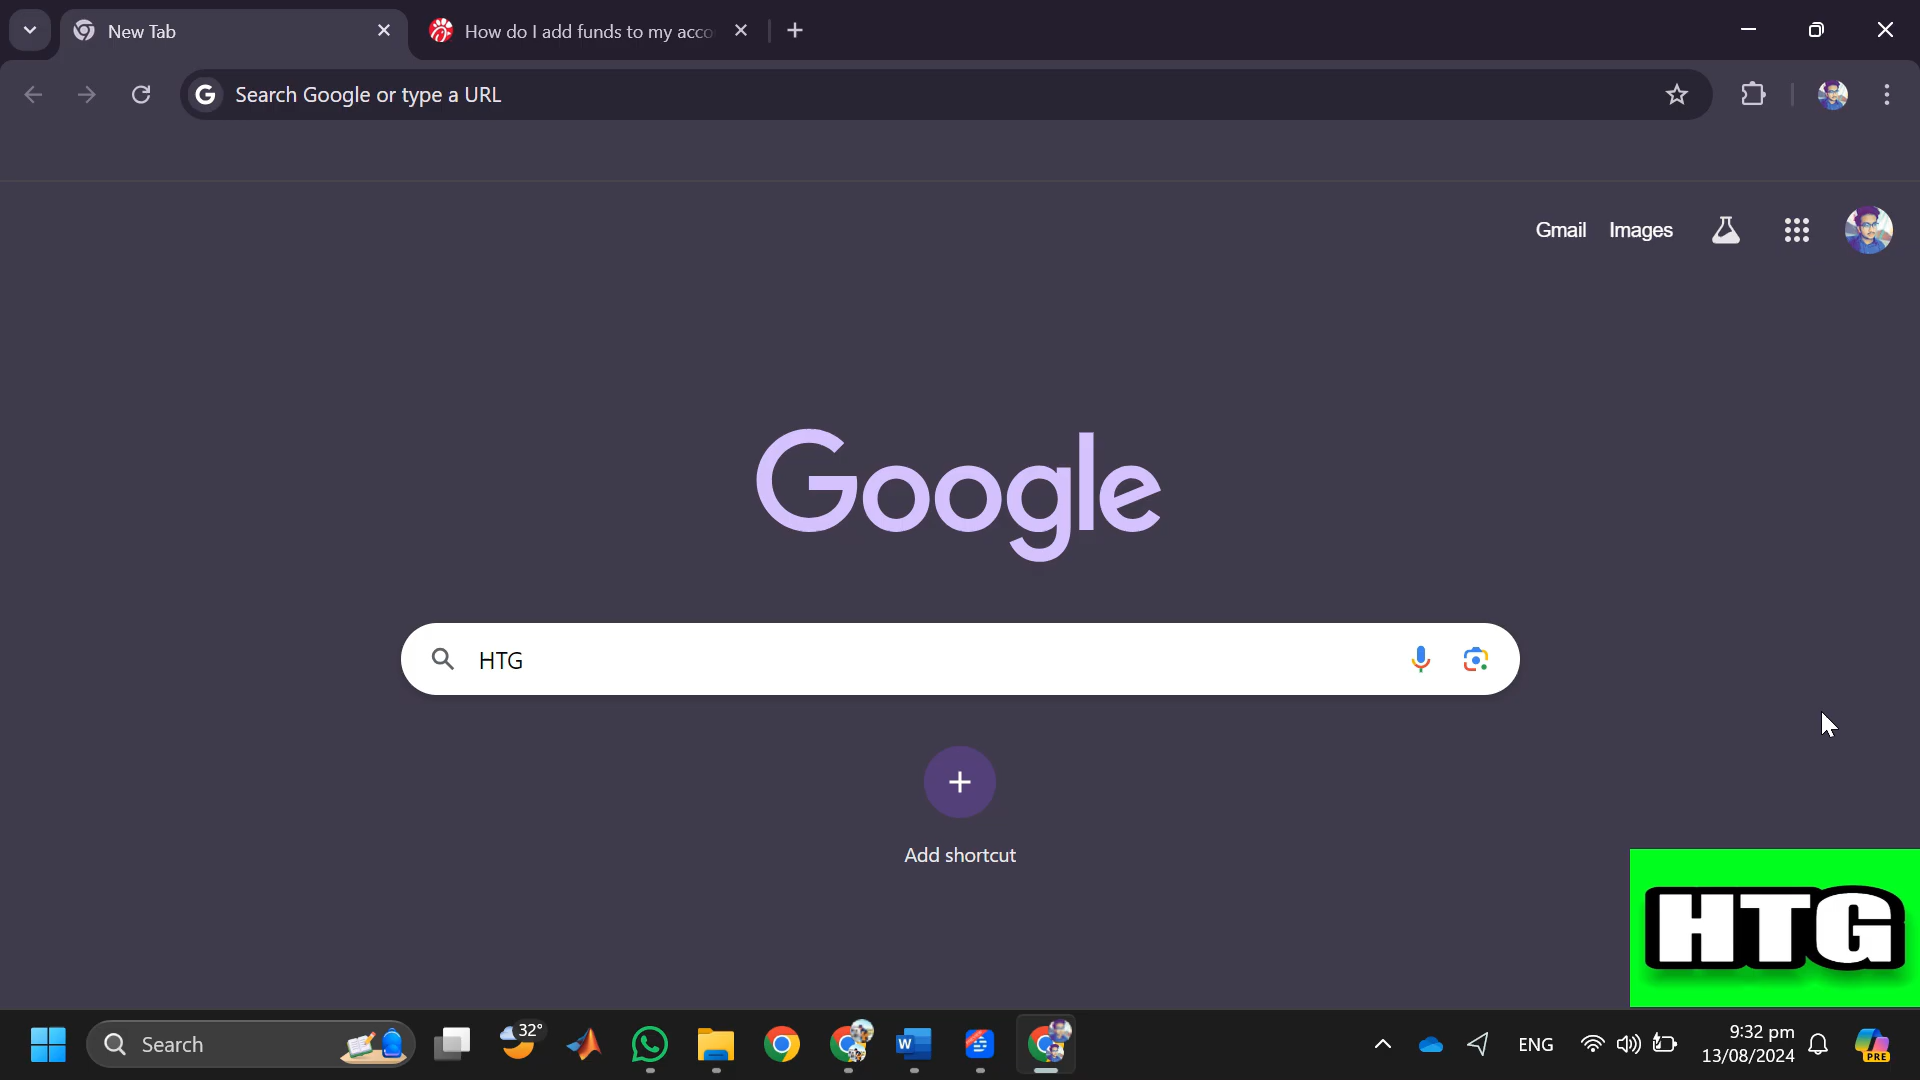 New Tab
How do I add funds to my acco
Search Google or type a URL
Gmail Images
Google
HTG
Add shortcut
HTG
Search
32°
ENG
9:32 pm
13/08/2024
PRE